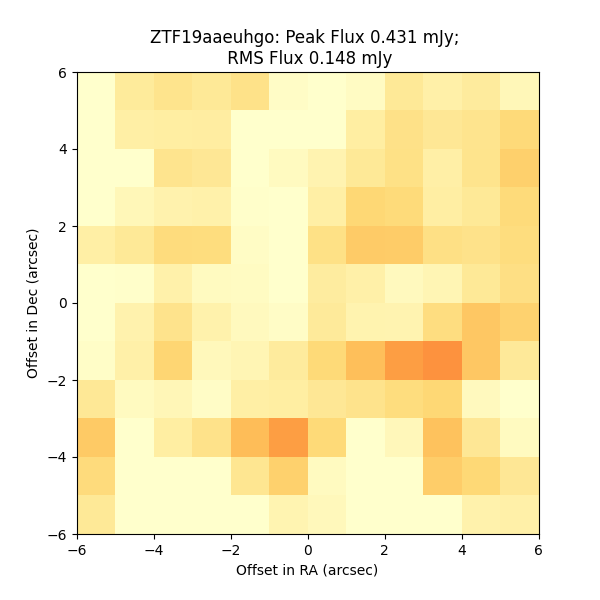 ZTF19aaeuhgo: Peak Flux 0.431 mJy;
RMS Flux 0.148 mJy
6
4
2
0
−2
−4
−6
Offset in Dec (arcsec)
−6 −4 −2 0 2 4 6
Offset in RA (arcsec)